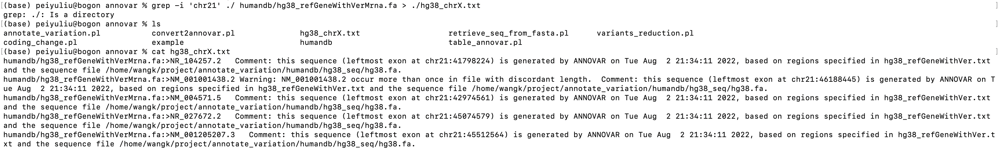 [(base) peiyuliu@bogon annovar % grep -i 'chr21' ./ humandb/hg38_refGeneWithVerMrna.fa > ./hg38_chrX.txt ]
grep: ./: Is a directory
[(base) peiyuliu@bogon annovar % ls ]
annotate_variation.pl convert2annovar.pl hg38_chrX.txt retrieve_seq_from_fasta.pl variants_reduction.pl
coding_change.pl example humandb table_annovar.pl
[(base) peiyuliu@bogon annovar % cat hg38_chrX.txt ]
humandb/hg38_refGeneWithVerMrna.fa:>NR_104257.2 Comment: this sequence (leftmost exon at chr21:41798224) is generated by ANNOVAR on Tue Aug  2 21:34:11 2022, based on regions specified in hg38_refGeneWithVer.txt
and the sequence file /home/wangk/project/annotate_variation/humandb/hg38_seq/hg38.fa.
humandb/hg38_refGeneWithVerMrna.fa:>NM_001001438.2 Warning: NM_001001438.2 occur more than once in file with discordant length.  Comment: this sequence (leftmost exon at chr21:46188445) is generated by ANNOVAR on T
ue Aug  2 21:34:11 2022, based on regions specified in hg38_refGeneWithVer.txt and the sequence file /home/wangk/project/annotate_variation/humandb/hg38_seq/hg38.fa.
humandb/hg38_refGeneWithVerMrna.fa:>NM_004571.5 Comment: this sequence (leftmost exon at chr21:42974561) is generated by ANNOVAR on Tue Aug  2 21:34:11 2022, based on regions specified in hg38_refGeneWithVer.txt
and the sequence file /home/wangk/project/annotate_variation/humandb/hg38_seq/hg38.fa.
humandb/hg38_refGeneWithVerMrna.fa:>NR_027672.2 Comment: this sequence (leftmost exon at chr21:45074579) is generated by ANNOVAR on Tue Aug  2 21:34:11 2022, based on regions specified in hg38_refGeneWithVer.txt
and the sequence file /home/wangk/project/annotate_variation/humandb/hg38_seq/hg38.fa.
humandb/hg38_refGeneWithVerMrna.fa:>NM_001205207.3 Comment: this sequence (leftmost exon at chr21:45512564) is generated by ANNOVAR on Tue Aug  2 21:34:11 2022, based on regions specified in hg38_refGeneWithVer.t
xt and the sequence file /home/wangk/project/annotate_variation/humandb/hg38_seq/hg38.fa.